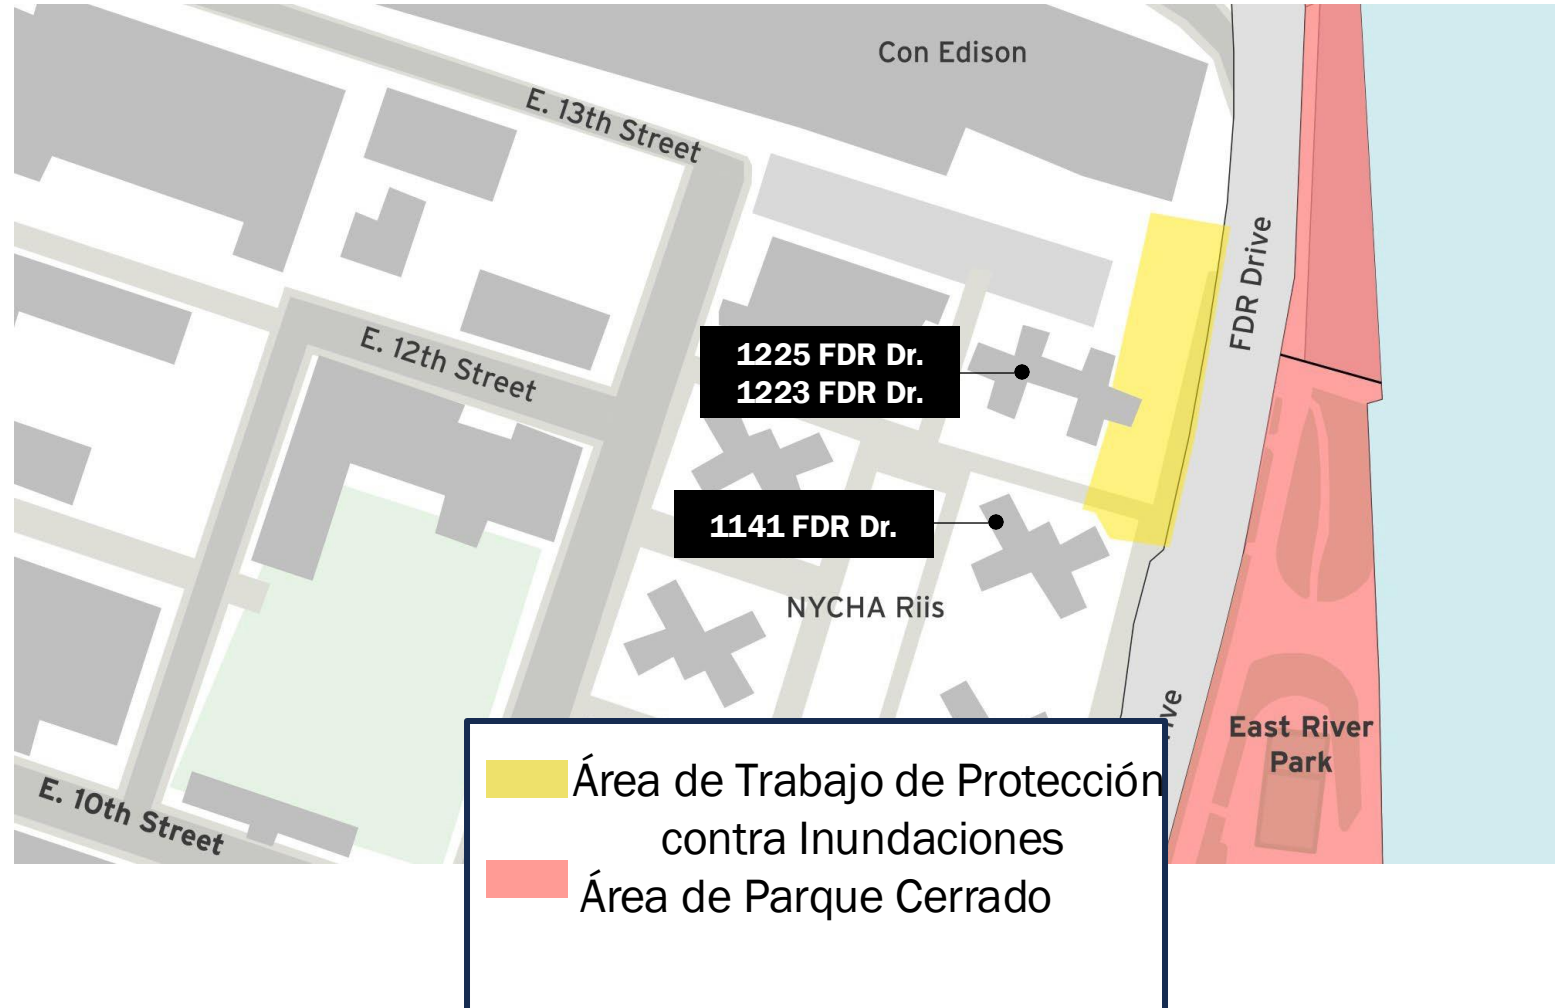 Con Edison
E. 13th Street
FDR Drive
E. 12th Street
1225 FDR Dr.
1223 FDR Dr.
1141 FDR Dr.
NYCHA Riis
East River
Park
E. 10th Street
Área de Trabajo de Protección
contra Inundaciones
Área de Parque Cerrado